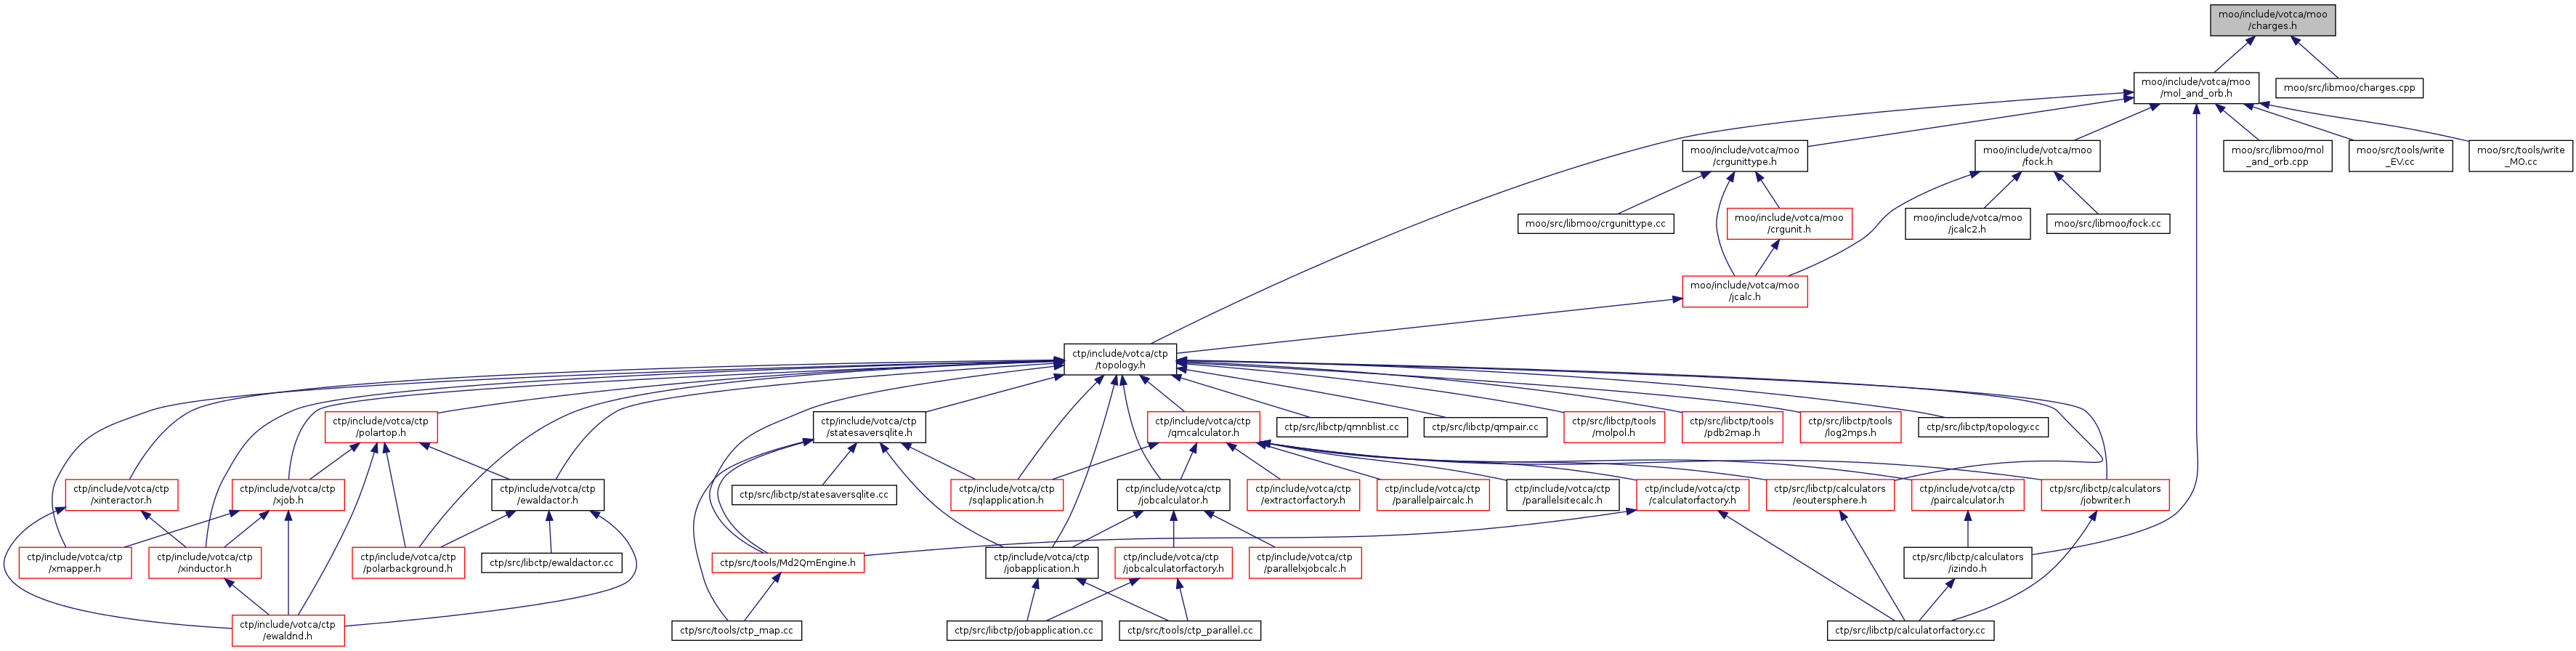 moo/include/votca/moo
/charges.h
moo/include/votca/moo
/mol_and_orb.h
moo/src/libmoo/charges.cpp
moo/include/votca/moo
/crgunittype.h
moo/include/votca/moo
/fock.h
moo/src/libmoo/mol
_and_orb.cpp
moo/src/tools/write
_EV.cc
moo/src/tools/write
_MO.cc
moo/src/libmoo/crgunittype.cc
moo/include/votca/moo
/crgunit.h
moo/include/votca/moo
/jcalc2.h
moo/src/libmoo/fock.cc
moo/include/votca/moo
/jcalc.h
ctp/include/votca/ctp
/topology.h
ctp/include/votca/ctp
/polartop.h
ctp/include/votca/ctp
/statesaversqlite.h
ctp/include/votca/ctp
/qmcalculator.h
ctp/src/libctp/qmnblist.cc
ctp/src/libctp/qmpair.cc
ctp/src/libctp/tools
/molpol.h
ctp/src/libctp/tools
/pdb2map.h
ctp/src/libctp/tools
/log2mps.h
ctp/src/libctp/topology.cc
ctp/include/votca/ctp
/xinteractor.h
ctp/include/votca/ctp
/xjob.h
ctp/include/votca/ctp
/ewaldactor.h
ctp/src/libctp/statesaversqlite.cc
ctp/include/votca/ctp
/sqlapplication.h
ctp/include/votca/ctp
/jobcalculator.h
ctp/include/votca/ctp
/extractorfactory.h
ctp/include/votca/ctp
/parallelpaircalc.h
ctp/include/votca/ctp
/parallelsitecalc.h
ctp/include/votca/ctp
/calculatorfactory.h
ctp/src/libctp/calculators
/eoutersphere.h
ctp/include/votca/ctp
/paircalculator.h
ctp/src/libctp/calculators
/jobwriter.h
ctp/include/votca/ctp
/xmapper.h
ctp/include/votca/ctp
/xinductor.h
ctp/include/votca/ctp
/polarbackground.h
ctp/src/libctp/ewaldactor.cc
ctp/src/tools/Md2QmEngine.h
ctp/include/votca/ctp
/jobapplication.h
ctp/include/votca/ctp
/jobcalculatorfactory.h
ctp/include/votca/ctp
/parallelxjobcalc.h
ctp/src/libctp/calculators
/izindo.h
ctp/include/votca/ctp
/ewaldnd.h
ctp/src/tools/ctp_map.cc
ctp/src/libctp/jobapplication.cc
ctp/src/tools/ctp_parallel.cc
ctp/src/libctp/calculatorfactory.cc